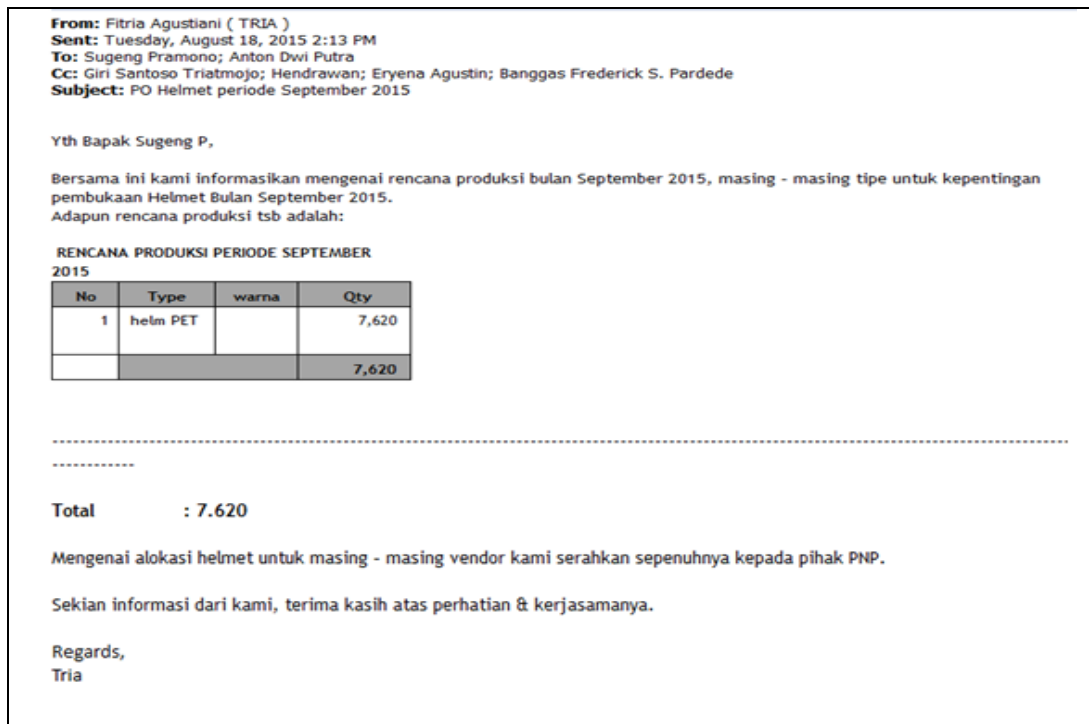 From: Fitria Agustiani ( TRIA )
Sent: Tuesday, August 18, 2015 2:13 PM
To: Sugeng Pramono; Anton Dwi Putra
Cc: Giri Santoso Triatmojo; Hendrawan; Eryena Agustin; Banggas Frederick S. Pardede
Subject: PO Helmet periode September 2015
Yth Bapak Sugeng P,
Bersama ini kami informasikan mengenai rencana produksi bulan September 2015, masing - masing tipe untuk kepentingan
pembukaan Helmet Bulan September 2015.
Adapun rencana produksi tsb adalah:
RENCANA PRODUKSI PERIODE SEPTEMBER
2015
No Type warna Qty
1 helm PET 7,620
7,620
Total : 7.620
Mengenai alokasi helmet untuk masing - masing vendor kami serahkan sepenuhnya kepada pihak PNP.
Sekian informasi dari kami, terima kasih atas perhatian & kerjasamanya.
Regards,
Tria